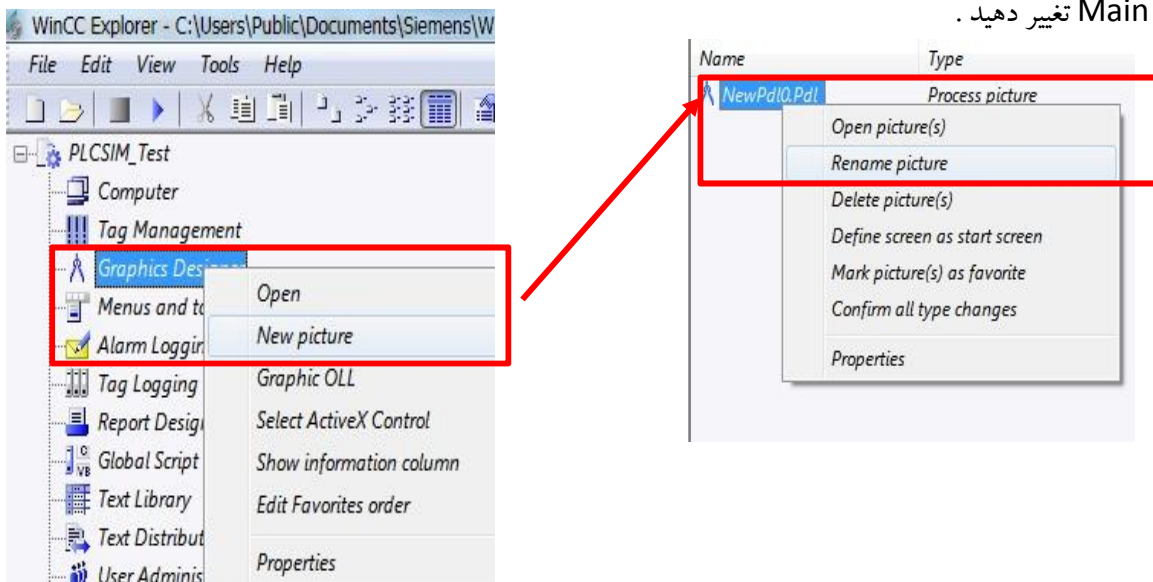 Main تغییر دهید .
WinCC Explorer - C:\Users\Public\Documents\Siemens\W
File Edit View Tools Help
PLCSIM_Test
Computer
Tag Management
Graphics Des
Menus and to
Alarm Loggin
Tag Logging
Report Desig
Global Script
Text Library
Text Distribut
User Adminis
Open
New picture
Graphic OLL
Select ActiveX Control
Show information column
Edit Favorites order
Properties
Name Type
NewPdl0.Pdl Process picture
Open picture(s)
Rename picture
Delete picture(s)
Define screen as start screen
Mark picture(s) as favorite
Confirm all type changes
Properties